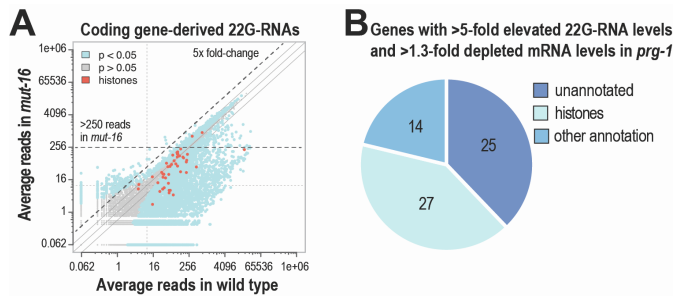 A
Coding gene-derived 22G-RNAs
p < 0.05
p > 0.05
histones
5x fold-change
>250 reads
in mut-16
Average reads in mut-16
1e+06
65536
4096
256
16
1
0.062
0.062 1 16 256 4096 65536 1e+06
Average reads in wild type
B
Genes with >5-fold elevated 22G-RNA levels
and >1.3-fold depleted mRNA levels in prg-1
14
25
27
unannotated
histones
other annotation